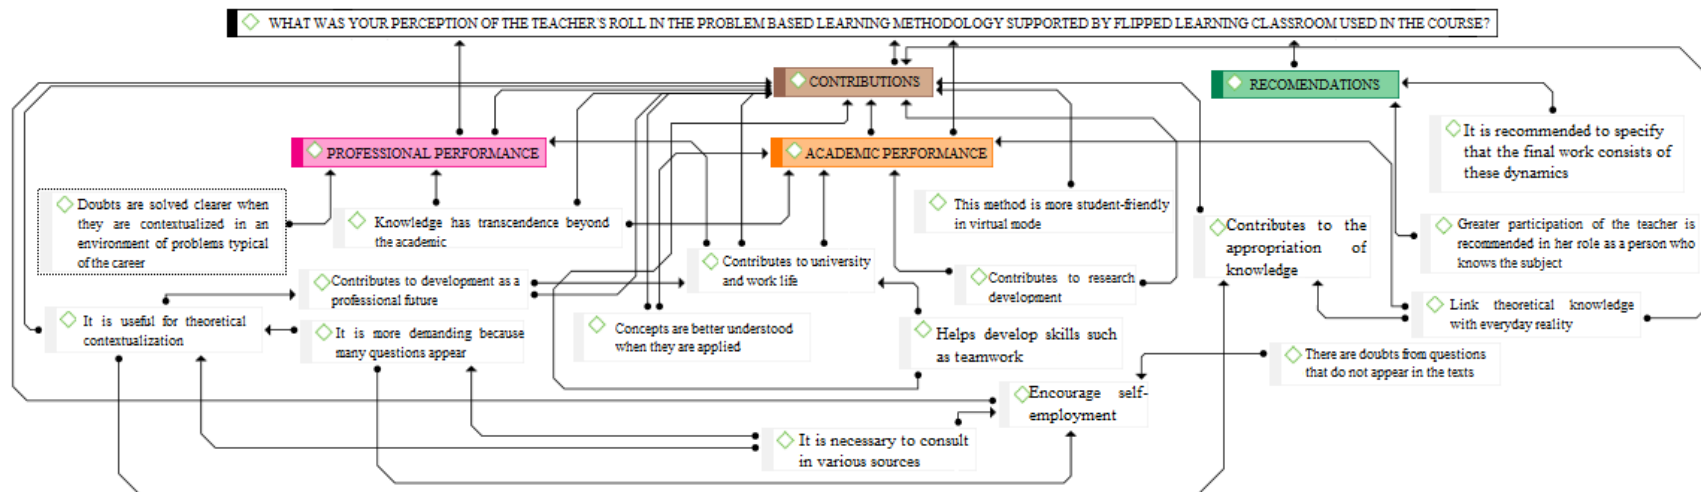 WHAT WAS YOUR PERCEPTION OF THE TEACHER'S ROLL IN THE PROBLEM BASED LEARNING METHODOLOGY SUPPORTED BY FLIPPED LEARNING CLASSROOM USED IN THE COURSE?
CONTRIBUTIONS
RECOMENDATIONS
PROFESSIONAL PERFORMANCE
ACADEMIC PERFORMANCE
It is recommended to specify
that the final work consists of
these dynamics
Doubts are solved clearer when
they are contextualized in an
environment of problems typical
of the career
Knowledge has transcendence beyond
the academic
This method is more student-friendly
in virtual mode
Contributes to the
appropriation of
knowledge
Greater participation of the teacher is
recommended in her role as a person who
knows the subject
Contributes to university
and work life
Contributes to development as a
professional future
Contributes to research
development
Link theoretical knowledge
with everyday reality
It is useful for theoretical
contextualization
It is more demanding because
many questions appear
Concepts are better understood
when they are applied
Helps develop skills such
as teamwork
There are doubts from questions
that do not appear in the texts
Encourage self-
employment
It is necessary to consult
in various sources